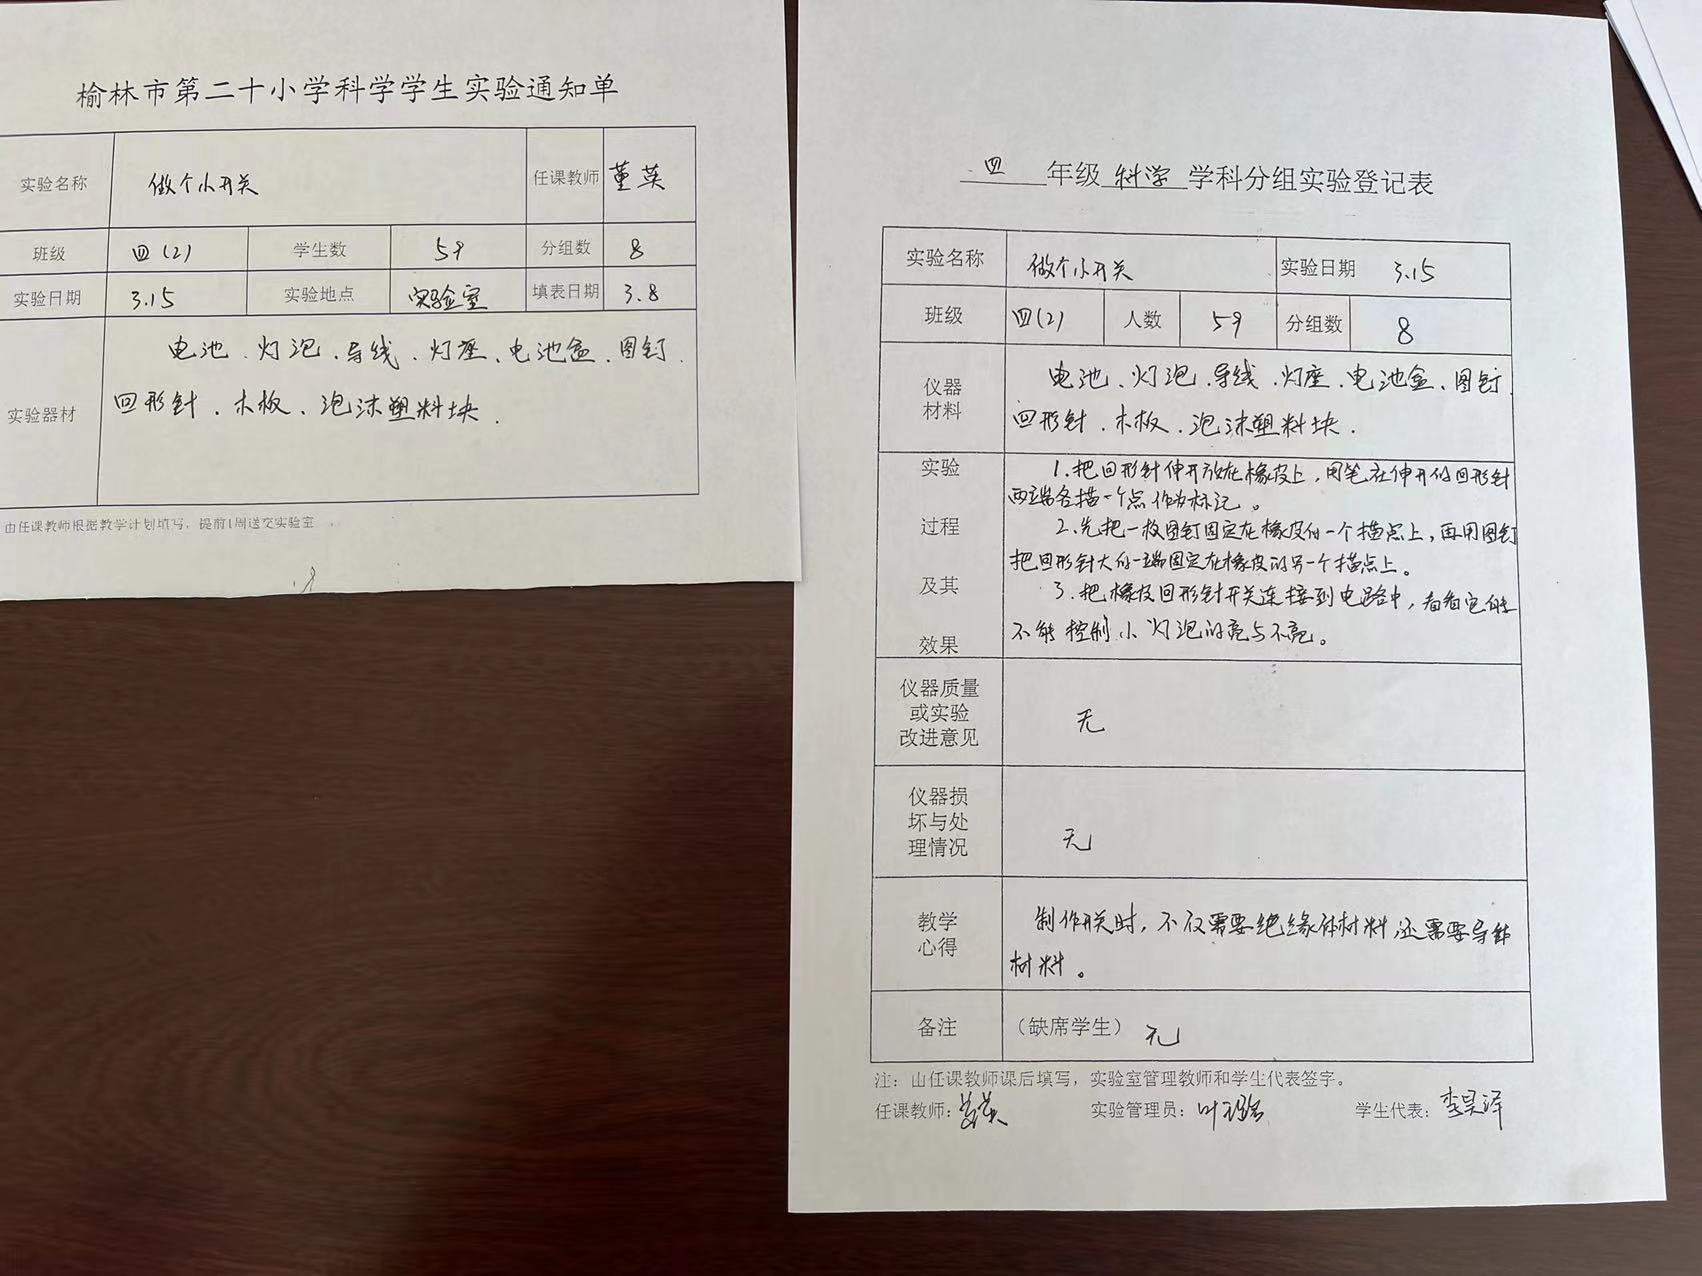 榆林市第二十小学科学学生实验通知单
实验名称 做个小开关 任课教师 董英
班级 四(2) 学生数 59 分组数 8
实验日期 3.15 实验地点 实验室 填表日期 3.8
实验器材
电池、灯泡、导线、灯座、电池盒、图钉、
回形针、木板、泡沫塑料块.
由任课教师根据教学计划填写，提前1周送交实验室
四 年级 科学 学科分组实验登记表
实验名称 做个小开关 实验日期 3.15
班级 四(2) 人数 59 分组数 8
仪器
材料
电池、灯泡、导线、灯座、电池盒、图钉
回形针、木板、泡沫塑料块.
实验
过程
及其
效果
1.把回形针伸开放在橡皮上，用笔在伸开的回形针
两端各描一个点作为标记。
2.先把一枚图钉固定在橡皮的一个描点上，再用图钉
把回形针大的一端固定在橡皮的另一个描点上。
3.把橡皮回形针开关连接到电路中，看看它能
不能控制小灯泡的亮与不亮。
仪器质量
或实验
改进意见
无
仪器损
坏与处
理情况
无
教学
心得
制作开关时，不仅需要绝缘体材料，还需要导体
材料。
备注 （缺席学生） 无
注：由任课教师课后填写，实验室管理教师和学生代表签字。
任课教师：董英 实验管理员： 学生代表：李昊泽